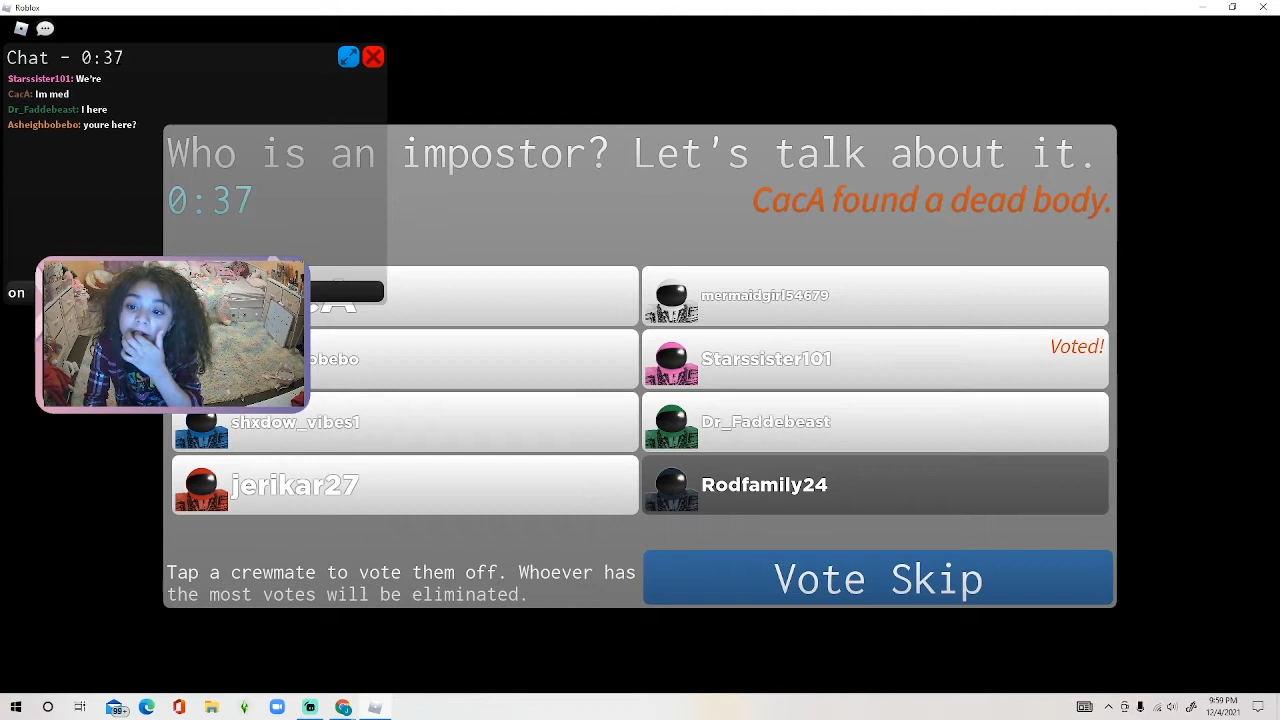 Roblox
Chat - 0:37
Starssister101: We're
CacA: Im med
Dr_Faddebeast: I here
Asheighbobebo: youre here?
on
Who is an impostor? Let's talk about it.
0:37
CacA found a dead body.
mermaidgirl54679
obebo
Starssister101
Voted!
shxdow_vibes1
Dr_Faddebeast
jerikar27
Rodfamily24
Tap a crewmate to vote them off. Whoever has
the most votes will be eliminated.
Vote Skip
99+
9:59 PM
12/4/2021